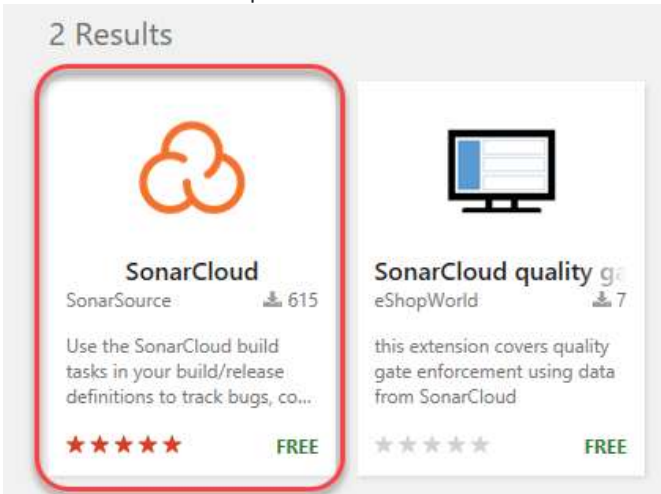 2 Results
SonarCloud
SonarSource 615
Use the SonarCloud build
tasks in your build/release
definitions to track bugs, co...
FREE
SonarCloud quality
eShopWorld 7
this extension covers quality
gate enforcement using data
from SonarCloud
FREE